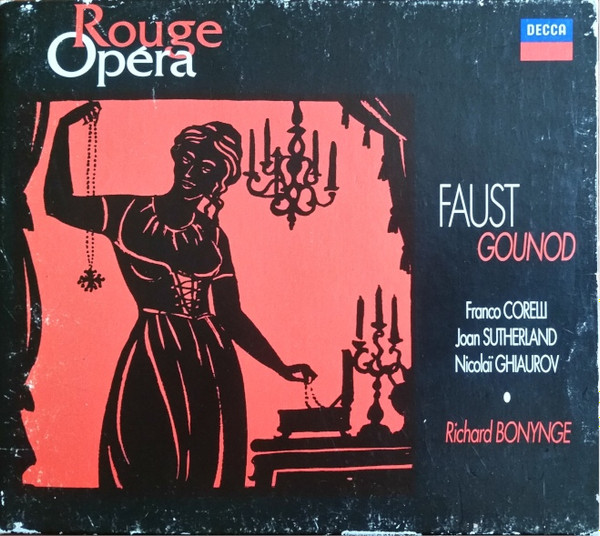 Rouge
Opéra
DECCA
FAUST
GOUNOD
Franco CORELLI
Joan SUTHERLAND
Nicolaï GHIAUROV
Richard BONYNGE